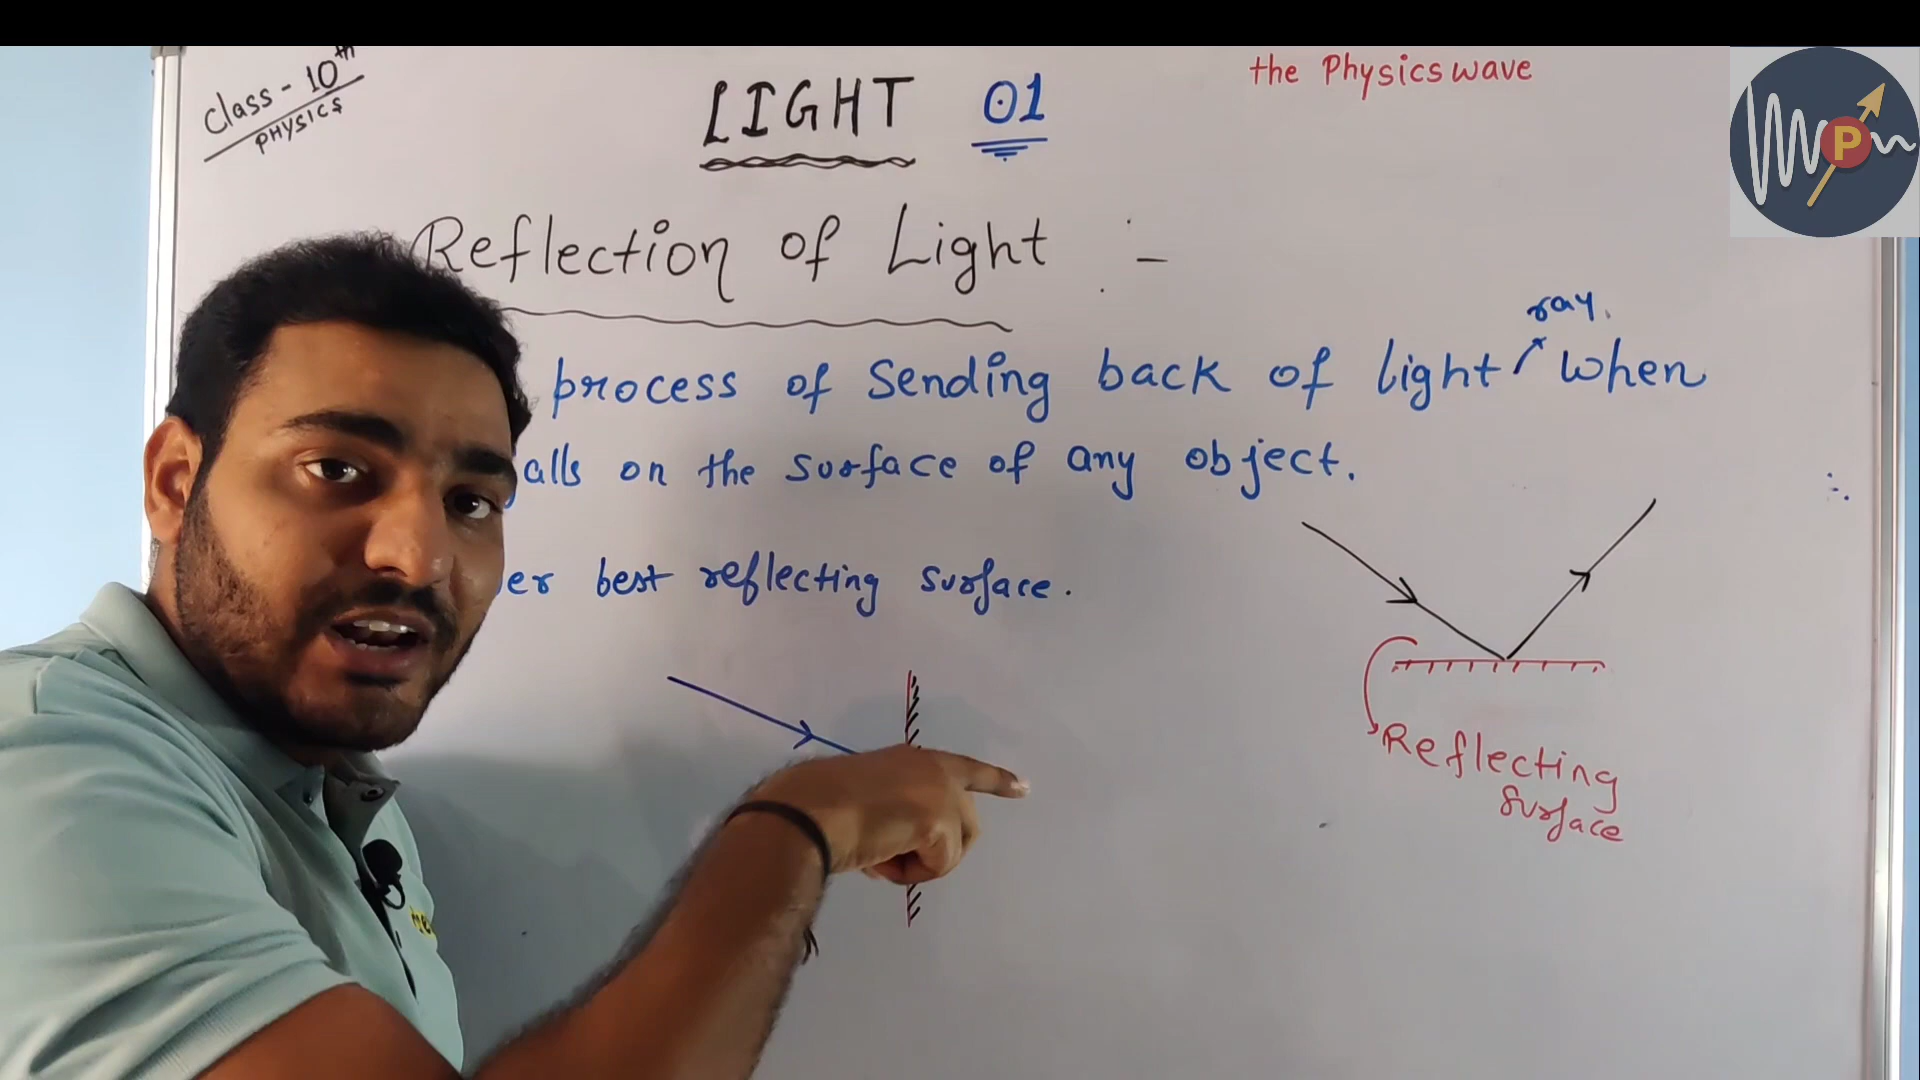 Class - 10th
PHYSICS
LIGHT 01
the Physics wave
P
Reflection of Light :-
ray
process of Sending back of light when
falls on the surface of any object.
er best reflecting surface.
Reflecting
surface